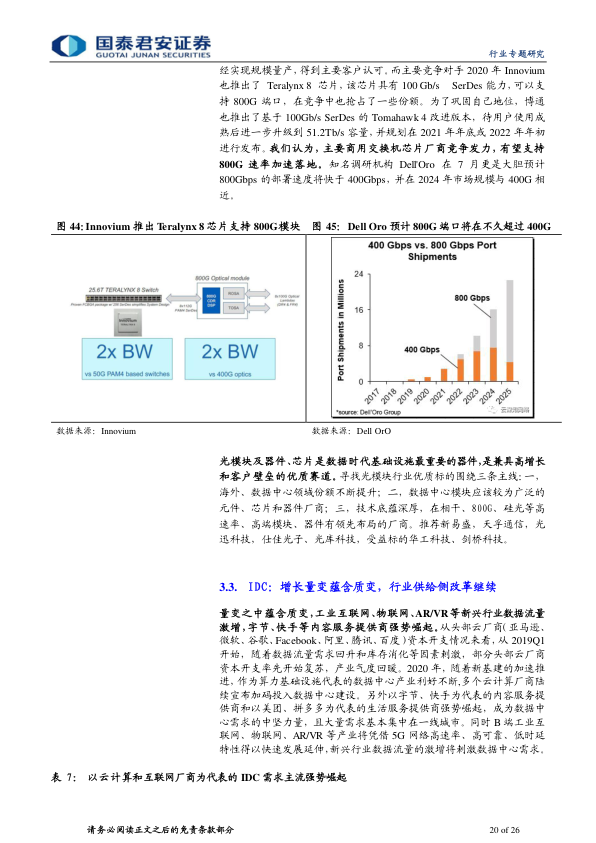 国泰君安证券
GUOTAI JUNAN SECURITIES
行业专题研究
经实现规模量产，得到主要客户认可。而主要竞争对于 2020 年 Innovium
也推出了 Teralynx 8 芯片，该芯片具有 100 Gb/s SerDes 能力，可以支
持 800G 端口，在竞争中也抢占了一些份额。为了巩固自己地位，博通
也推出了基于 100Gb/s SerDes 的 Tomahawk 4 改进版本，待用户使用成
熟后进一步升级到 51.2Tb/s 容量，并规划在 2021 年年底或 2022 年年初
进行发布。我们认为，主要商用交换机芯片厂商竞争发力，有望支持
800G 速率加速落地。知名调研机构 Dell'Oro 在 7 月更是大胆预计
800Gbps 的部署速度将快于 400Gbps，并在 2024 年市场规模与 400G 相
近。
图 44: Innovium 推出 Teralynx 8 芯片支持 800G 模块 图 45：Dell Oro 预计 800G 端口将在不久超过 400G
25.6T TERALYNX 8 Switch
800G Optical module
800G
CDR
DSP
ROSA
TOSA
2x BW
vs 50G PAM4 based switches
2x BW
vs 400G optics
400 Gbps vs. 800 Gbps Port
Shipments
Port Shipments in Millions
24
16
8
0
800 Gbps
400 Gbps
2017 2018 2019 2020 2021 2022 2023 2024 2025
*source: Dell'Oro Group
数据来源：Innovium 数据来源：Dell OrO
光模块及器件、芯片是数据时代基础设施最重要的器件，是兼具高增长
和客户壁垒的优质赛道。寻找光模块行业优质标的围绕三条主线：一，
海外、数据中心领域份额不断提升；二，数据中心模块应该较为广泛的
元件、芯片和器件厂商；三，技术底蕴深厚，在相干、800G、硅光等高
速率、高端模块、器件有领先布局的厂商。推荐新易盛，天孚通信，光
迅科技，仕佳光子、光库科技，受益标的华工科技，剑桥科技。
3.3. IDC：增长量变蕴含质变，行业供给侧改革继续
量变之中蕴含质变，工业互联网、物联网、AR/VR 等新兴行业数据流量
激增，字节、快手等内容服务提供商强势崛起。从头部云厂商（亚马逊、
微软、谷歌、Facebook、阿里、腾讯、百度）资本开支情况来看，从 2019Q1
开始，随着数据流量需求回升和库存消化等因素刺激，部分头部云厂商
资本开支率先开始复苏，产业气度回暖。2020 年，随着新基建的加速推
进，作为算力基础设施代表的数据中心产业利好不断，多个云计算厂商陆
续宣布加码投入数据中心建设。另外以字节、快手为代表的内容服务提
供商和以美团、拼多多为代表的生活服务提供商强势崛起，成为数据中
心需求的中坚力量，且大量需求基本集中在一线城市。同时 B 端工业互
联网、物联网、AR/VR 等产业将凭借 5G 网络高速率、高可靠、低时延
特性得以快速发展延伸，新兴行业数据流量的激增将刺激数据中心需求。
表 7： 以云计算和互联网厂商为代表的 IDC 需求主流强势崛起
请务必阅读正文之后的免责条款部分
20 of 26